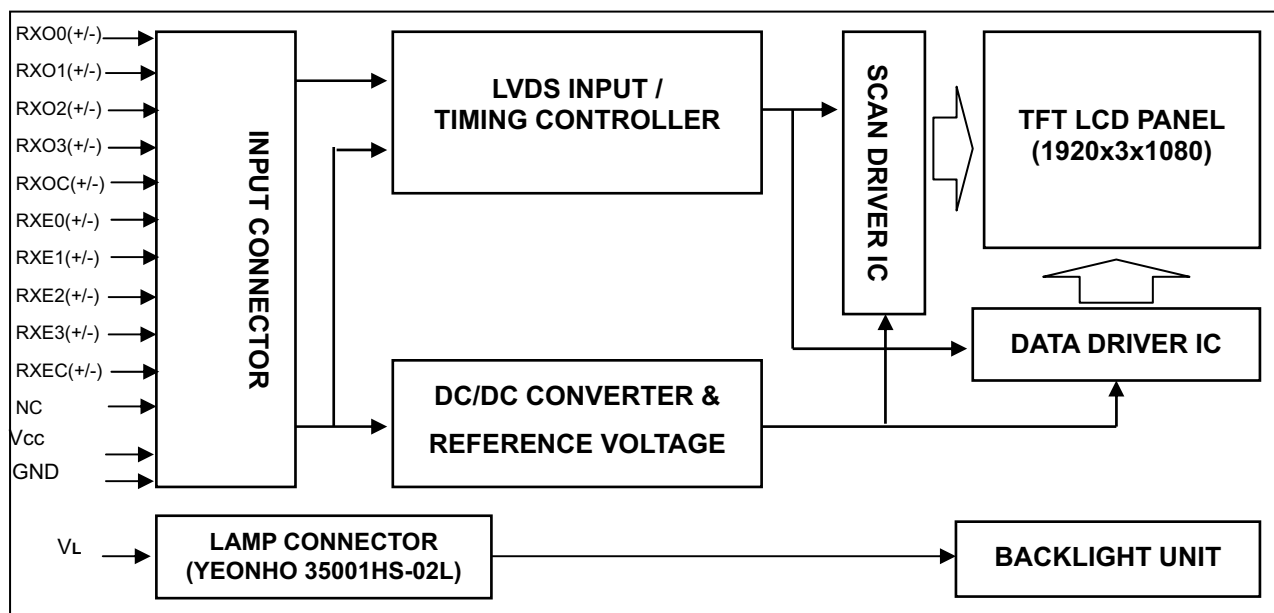 RXO0(+/-)
RXO1(+/-)
RXO2(+/-)
RXO3(+/-)
RXOC(+/-)
RXE0(+/-)
RXE1(+/-)
RXE2(+/-)
RXE3(+/-)
RXEC(+/-)
NC
Vcc
GND
INPUT CONNECTOR
LVDS INPUT /
TIMING CONTROLLER
SCAN DRIVER IC
TFT LCD PANEL
(1920x3x1080)
DATA DRIVER IC
DC/DC CONVERTER &
REFERENCE VOLTAGE
VL
LAMP CONNECTOR
(YEONHO 35001HS-02L)
BACKLIGHT UNIT